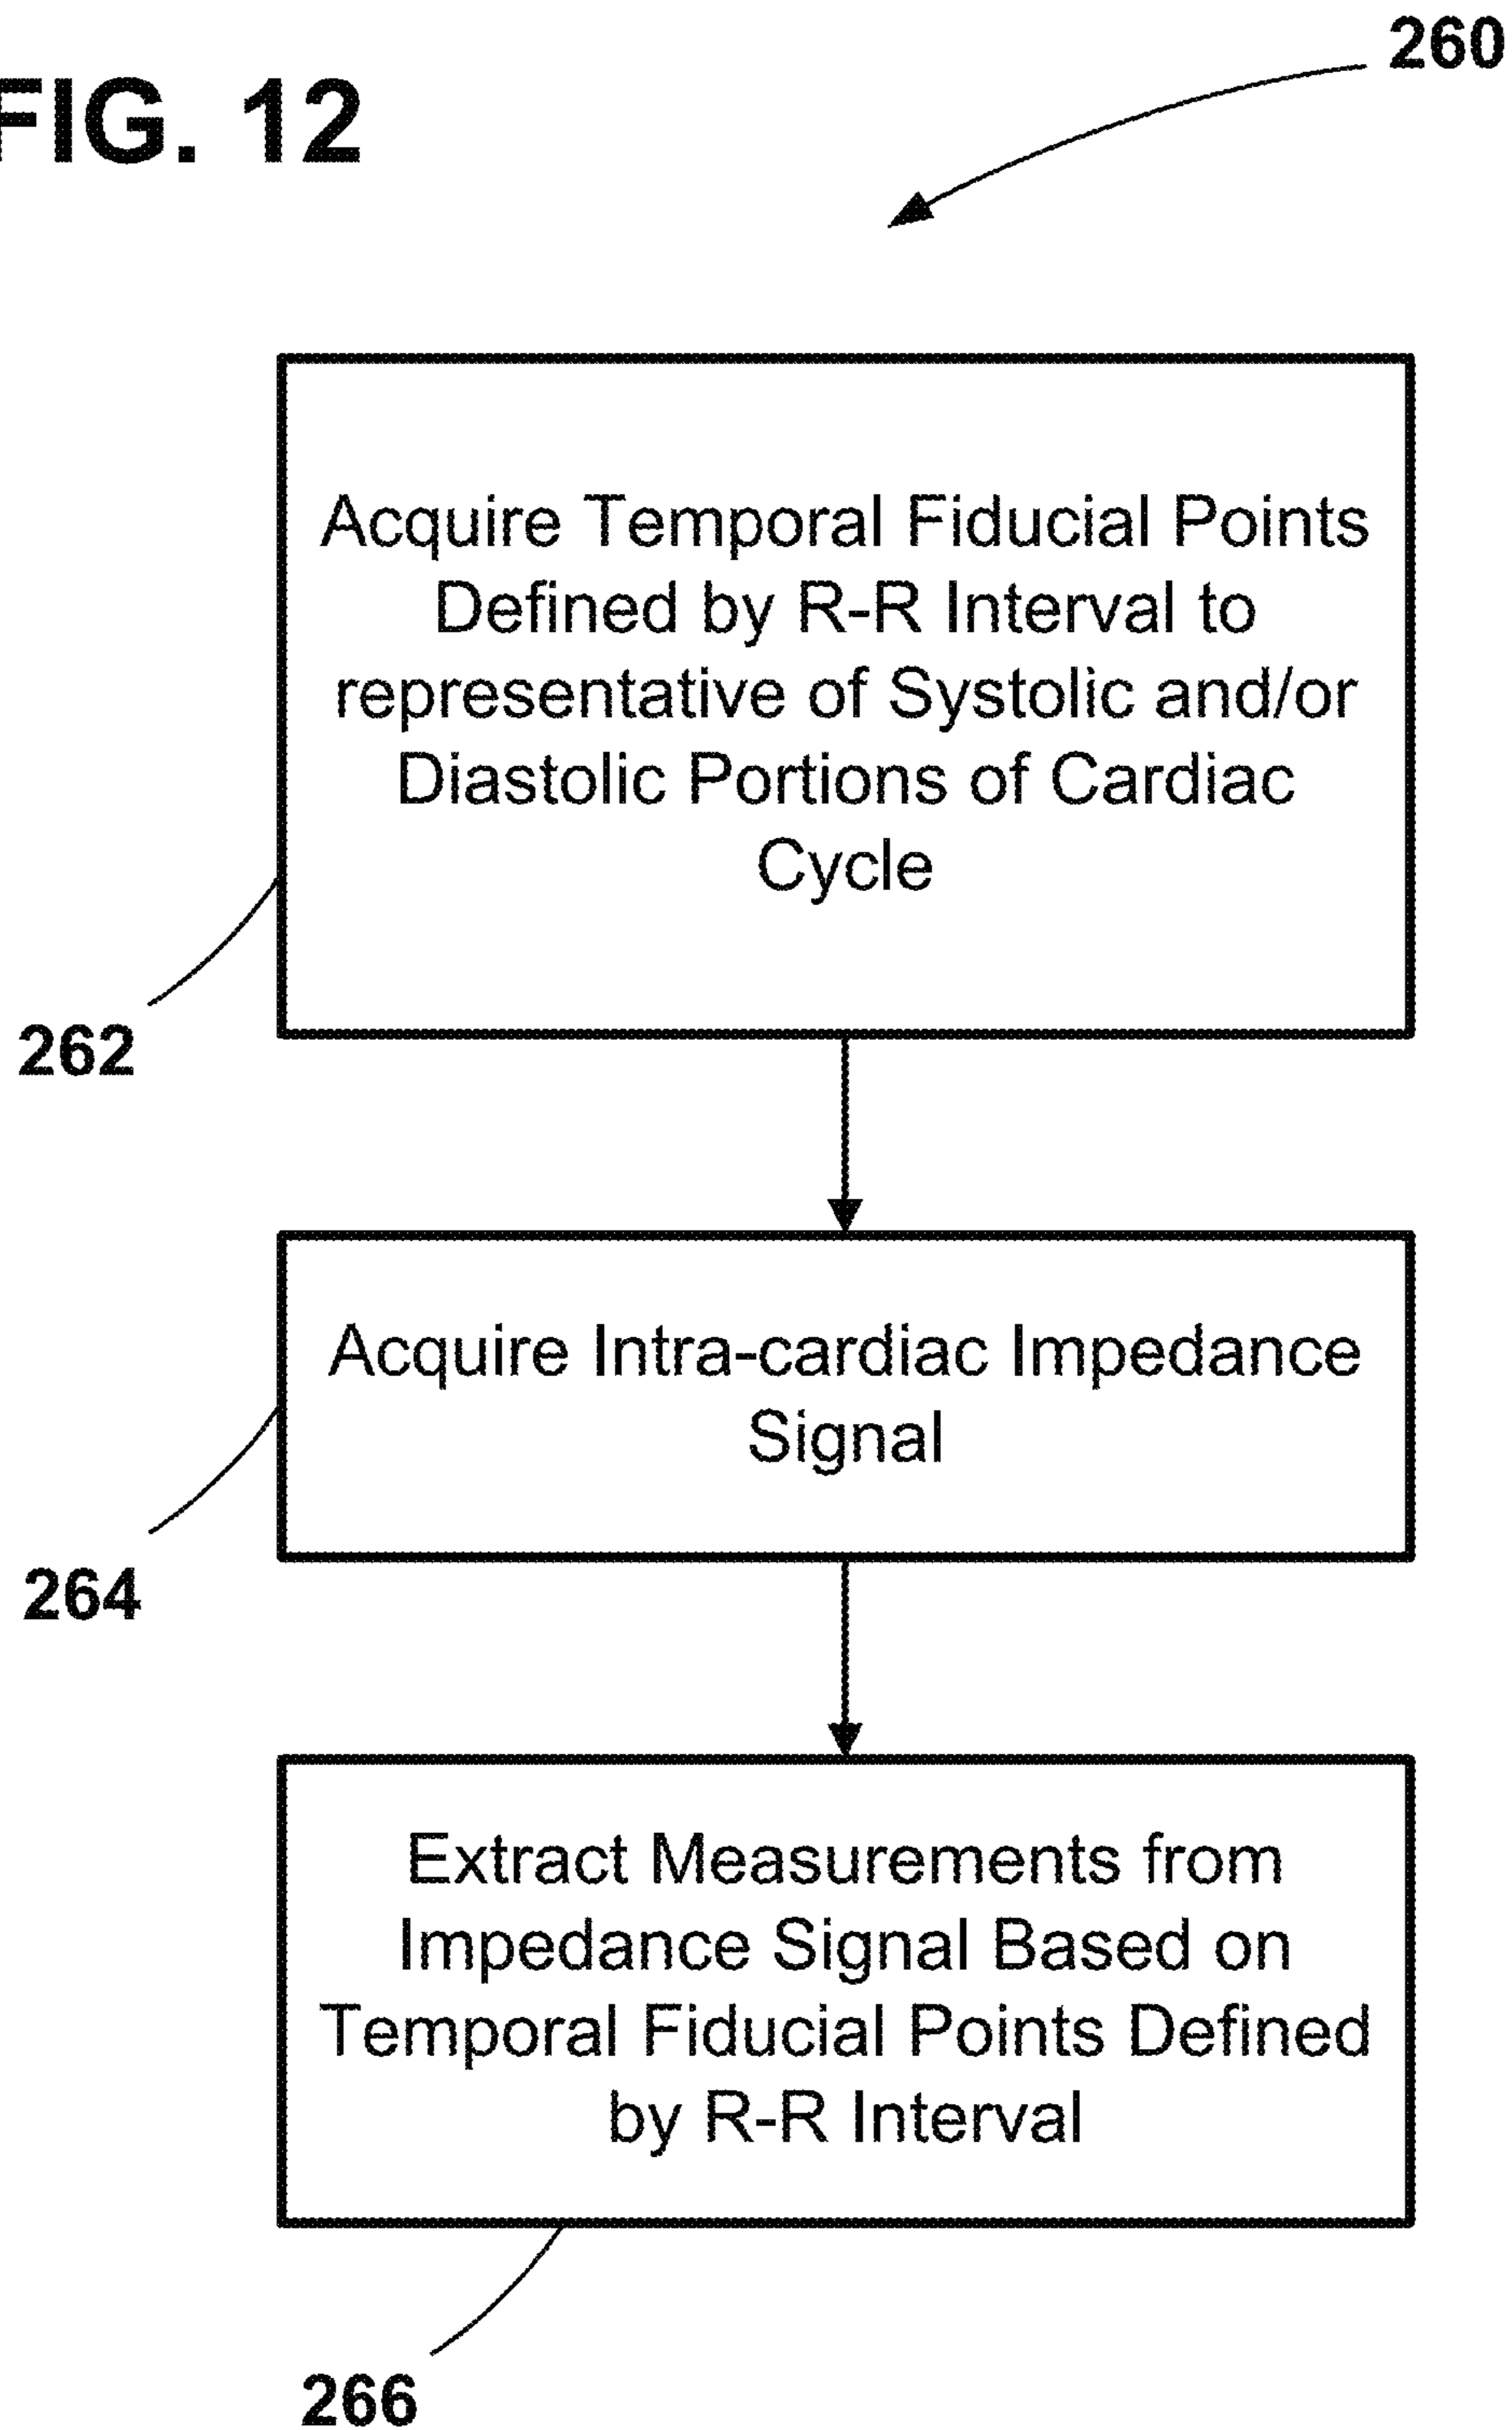 FIG. 12
260
Acquire Temporal Fiducial Points
Defined by R-R Interval to
representative of Systolic and/or
Diastolic Portions of Cardiac
Cycle
262
Acquire Intra-cardiac Impedance
Signal
264
Extract Measurements from
Impedance Signal Based on
Temporal Fiducial Points Defined
by R-R Interval
266